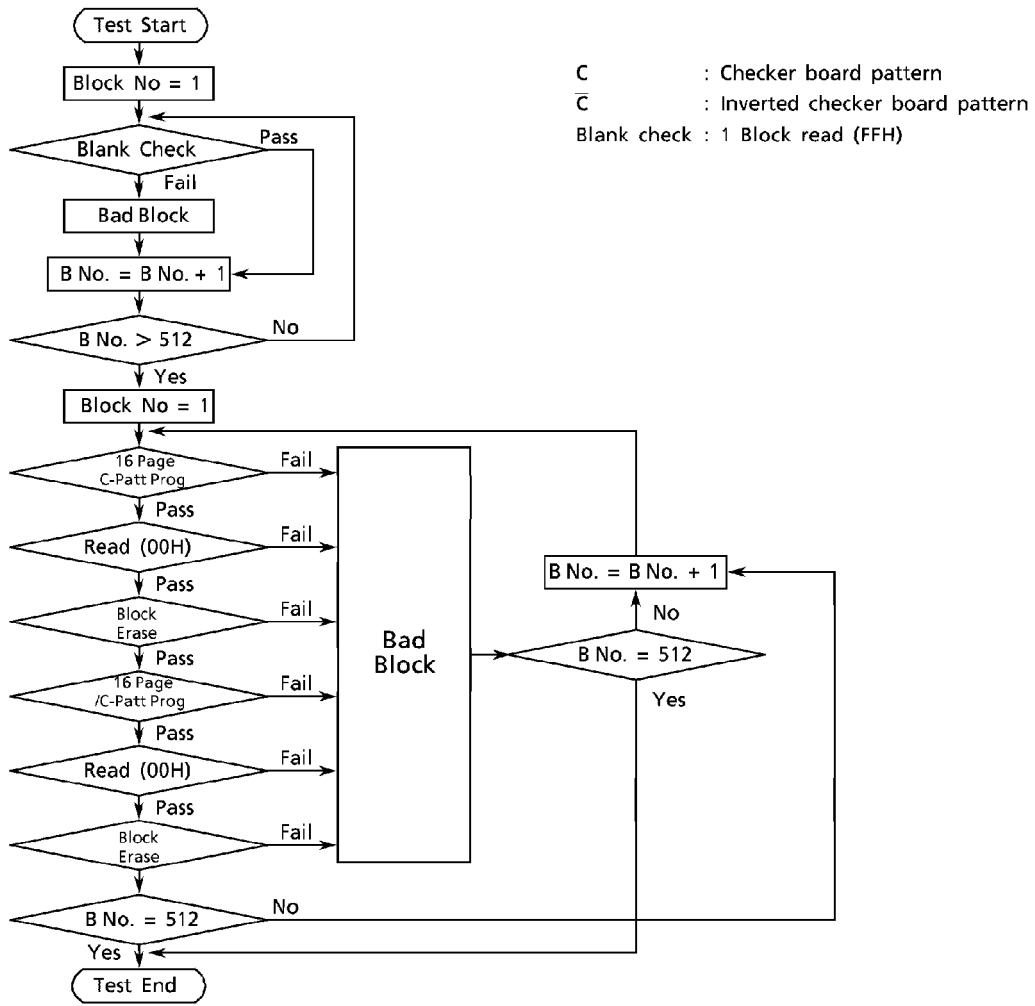 Test Start
Block No = 1
C : Checker board pattern
C̅ : Inverted checker board pattern
Blank check : 1 Block read (FFH)
Blank Check
Pass
Fail
Bad Block
B No. = B No. + 1
B No. > 512
No
Yes
Block No = 1
16 Page
C-Patt Prog
Fail
Pass
Read (00H)
Fail
Pass
Block
Erase
Fail
Pass
16 Page
/C-Patt Prog
Fail
Pass
Read (00H)
Fail
Pass
Block
Erase
Fail
Bad
Block
B No. = B No. + 1
No
B No. = 512
Yes
B No. = 512
No
Yes
Test End